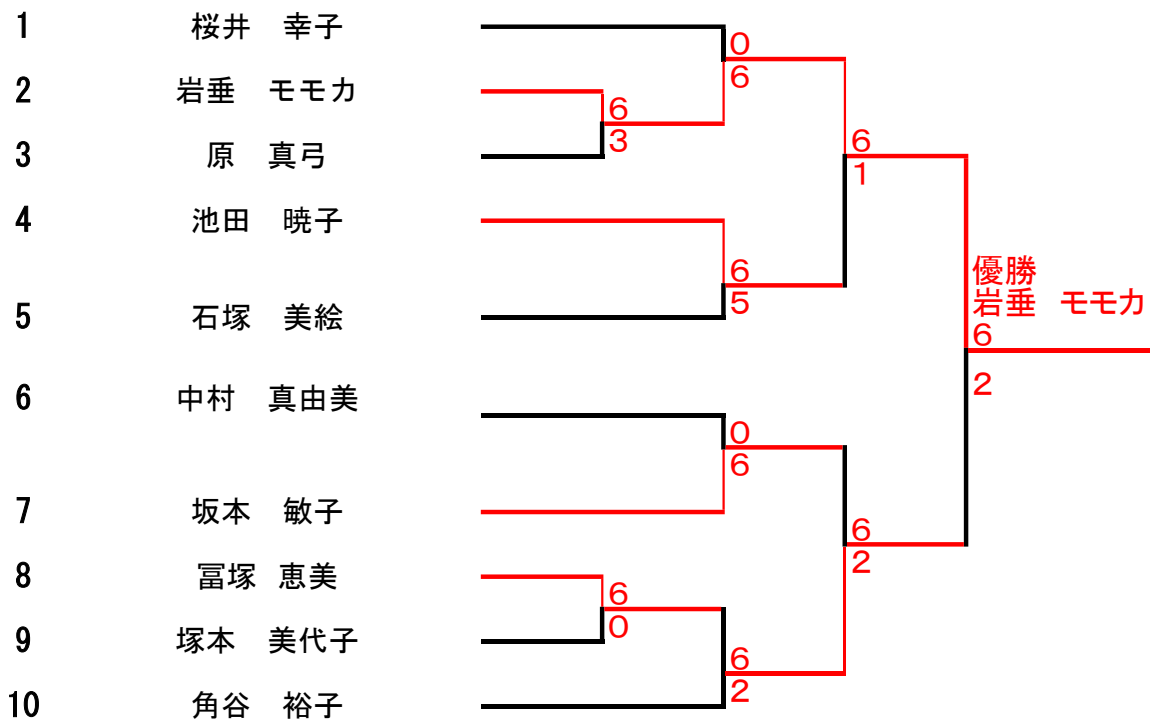 1 桜井 幸子
0
6
2 岩垂 モモカ
6
3
3 原 真弓
6
1
4 池田 暁子
6
5
優勝
岩垂 モモカ
6
2
5 石塚 美絵
6 中村 真由美
0
6
7 坂本 敏子
6
2
8 冨塚 恵美
6
0
9 塚本 美代子
6
2
10 角谷 裕子